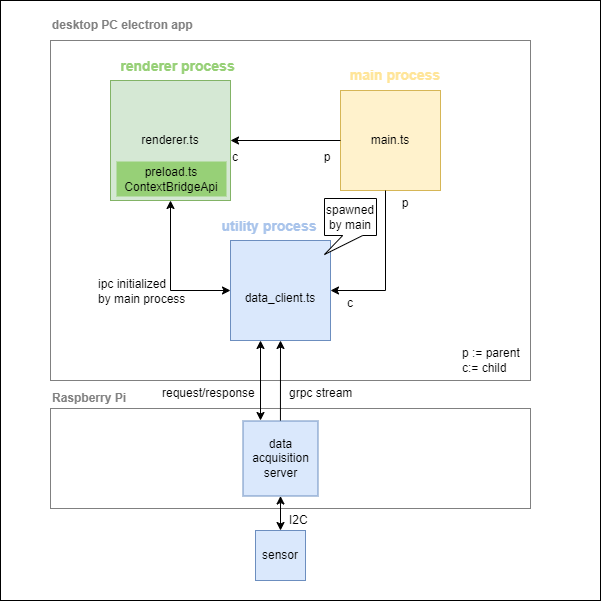 desktop PC electron app
renderer process
main process
renderer.ts
main.ts
c
p
preload.ts
ContextBridgeApi
p
spawned
by main
utility process
ipc initialized
by main process
data_client.ts
c
p := parent
c:= child
request/response
grpc stream
Raspberry Pi
data
acquisition
server
I2C
sensor